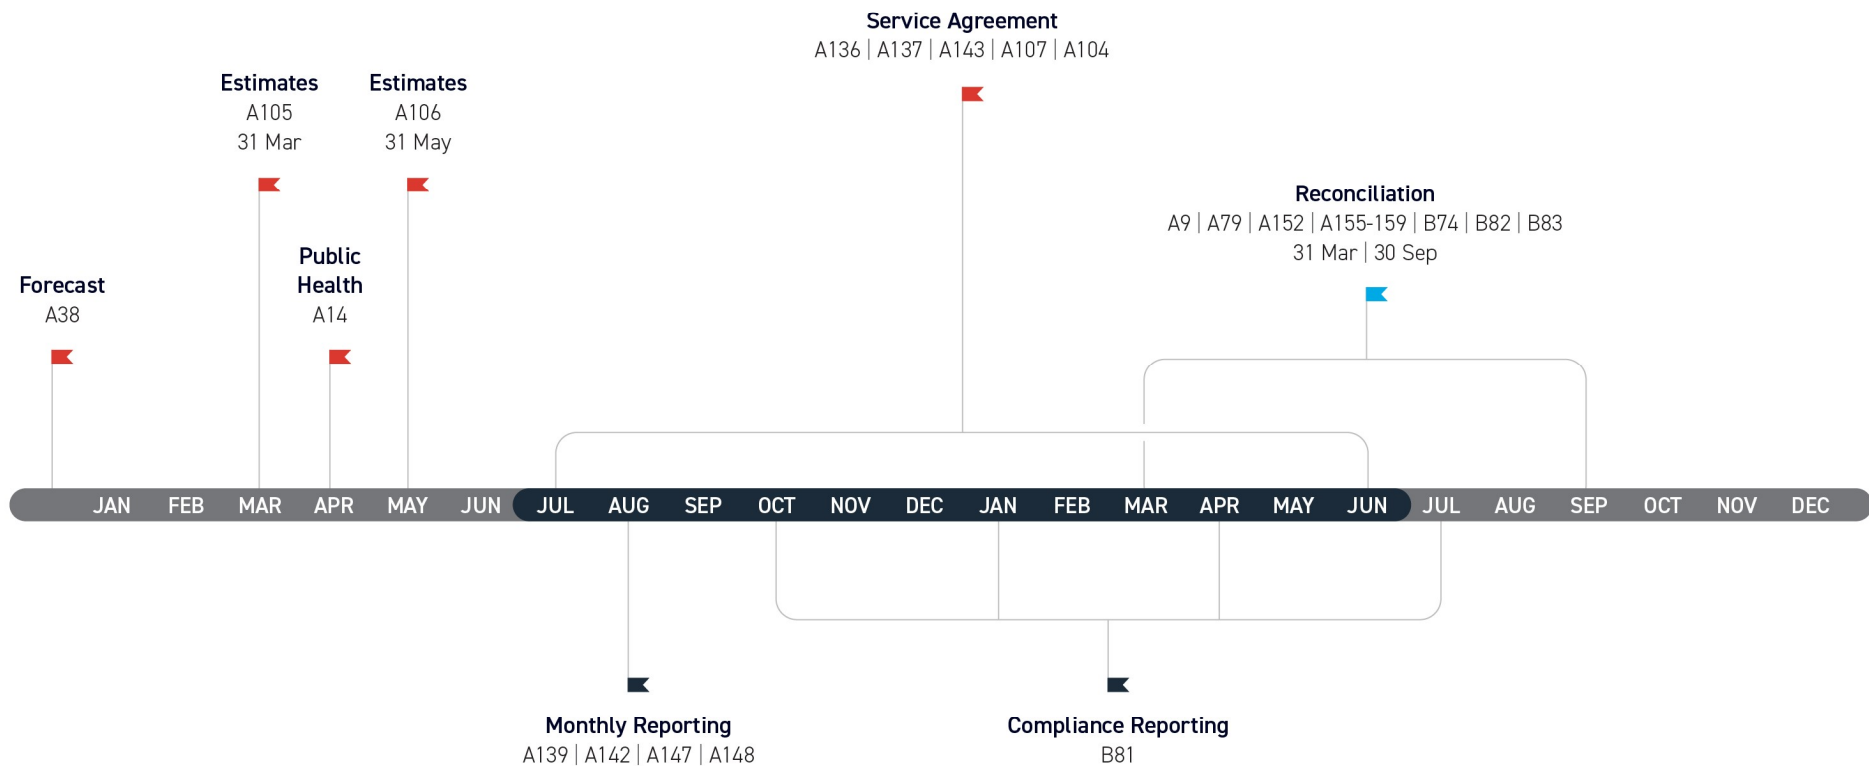 Service Agreement
A136 | A137 | A143 | A107 | A104
Estimates
A105
31 Mar
Estimates
A106
31 May
Reconciliation
A9 | A79 | A152 | A155-159 | B74 | B82 | B83
31 Mar | 30 Sep
Public
Health
A14
Forecast
A38
JAN FEB MAR APR MAY JUN JUL AUG SEP OCT NOV DEC JAN FEB MAR APR MAY JUN JUL AUG SEP OCT NOV DEC
Monthly Reporting
A139 | A142 | A147 | A148
Compliance Reporting
B81